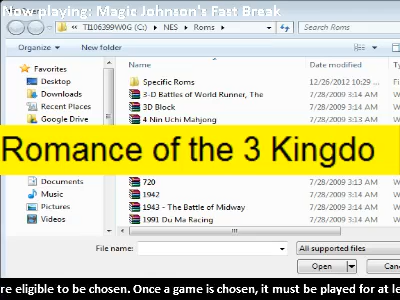 Now playing: Magic Johnson's Fast Break
TI106399W0G (C:) ▸ NES ▸ Roms ▸
Search Roms
Organize New folder
Name Date modified
Favorites
Specific Roms 12/26/2012 10:29
Desktop 3-D Battles of World Runner, The 7/28/2009 3:14 AM
Downloads 3D Block 7/28/2009 3:14 AM
Recent Places 4 Nin Uchi Mahjong 7/28/2009 3:13 AM
Google Drive
Romance of the 3 Kingdo
Documents 720 7/28/2009 3:13 AM
Music 1942 7/28/2009 3:14 AM
Pictures 1943 - The Battle of Midway 7/28/2009 3:14 AM
Videos 1991 Du Ma Racing 7/28/2009 3:14 AM
File name: All supported files
Open Canc
re eligible to be chosen. Once a game is chosen, it must be played for at le